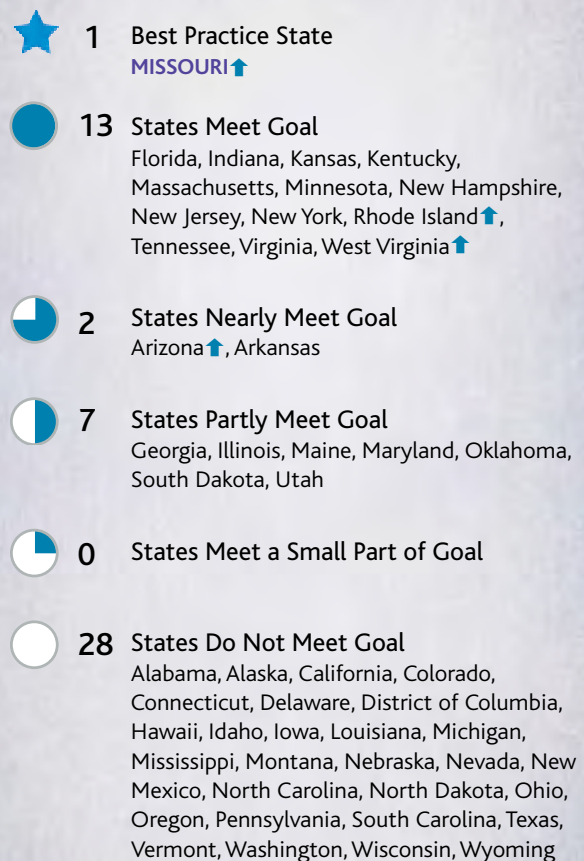 1 Best Practice State
MISSOURI⬆
13 States Meet Goal
Florida, Indiana, Kansas, Kentucky,
Massachusetts, Minnesota, New Hampshire,
New Jersey, New York, Rhode Island⬆,
Tennessee, Virginia, West Virginia⬆
2 States Nearly Meet Goal
Arizona⬆, Arkansas
7 States Partly Meet Goal
Georgia, Illinois, Maine, Maryland, Oklahoma,
South Dakota, Utah
0 States Meet a Small Part of Goal
28 States Do Not Meet Goal
Alabama, Alaska, California, Colorado,
Connecticut, Delaware, District of Columbia,
Hawaii, Idaho, Iowa, Louisiana, Michigan,
Mississippi, Montana, Nebraska, Nevada, New
Mexico, North Carolina, North Dakota, Ohio,
Oregon, Pennsylvania, South Carolina, Texas,
Vermont, Washington, Wisconsin, Wyoming